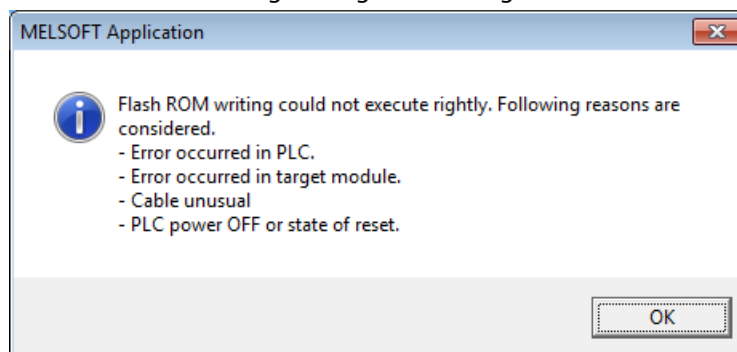 MELSOFT Application
Flash ROM writing could not execute rightly. Following reasons are
considered.
- Error occurred in PLC.
- Error occurred in target module.
- Cable unusual
- PLC power OFF or state of reset.
OK